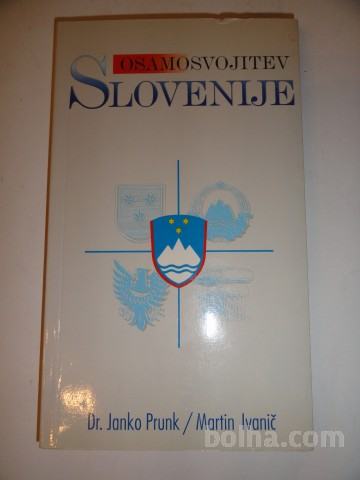 OSAMOSVOJITEV
SLOVENIJE
Dr. Janko Prunk / Martin Ivanič
bolha.com